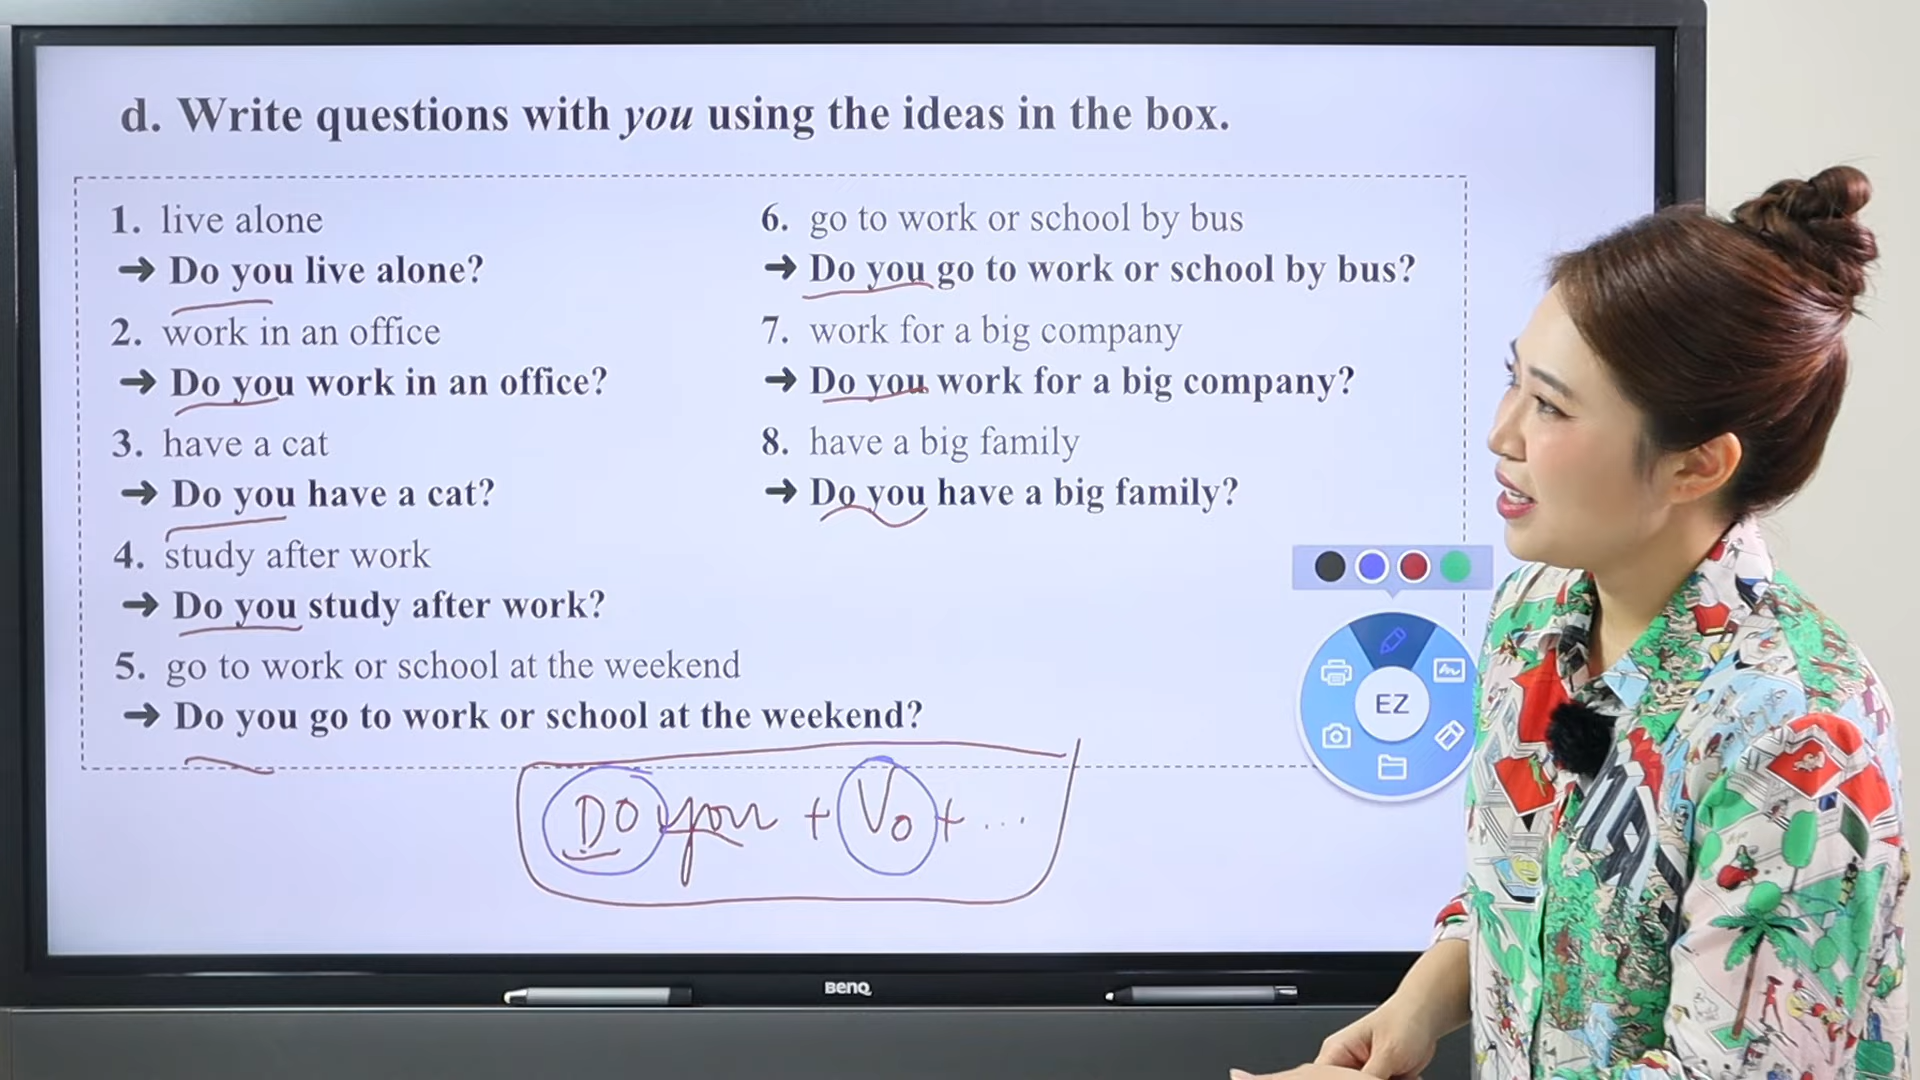 d. Write questions with you using the ideas in the box.
1. live alone
➔ Do you live alone?
2. work in an office
➔ Do you work in an office?
3. have a cat
➔ Do you have a cat?
4. study after work
➔ Do you study after work?
5. go to work or school at the weekend
➔ Do you go to work or school at the weekend?
6. go to work or school by bus
➔ Do you go to work or school by bus?
7. work for a big company
➔ Do you work for a big company?
8. have a big family
➔ Do you have a big family?
EZ
DO you + Vo + ...
BenQ